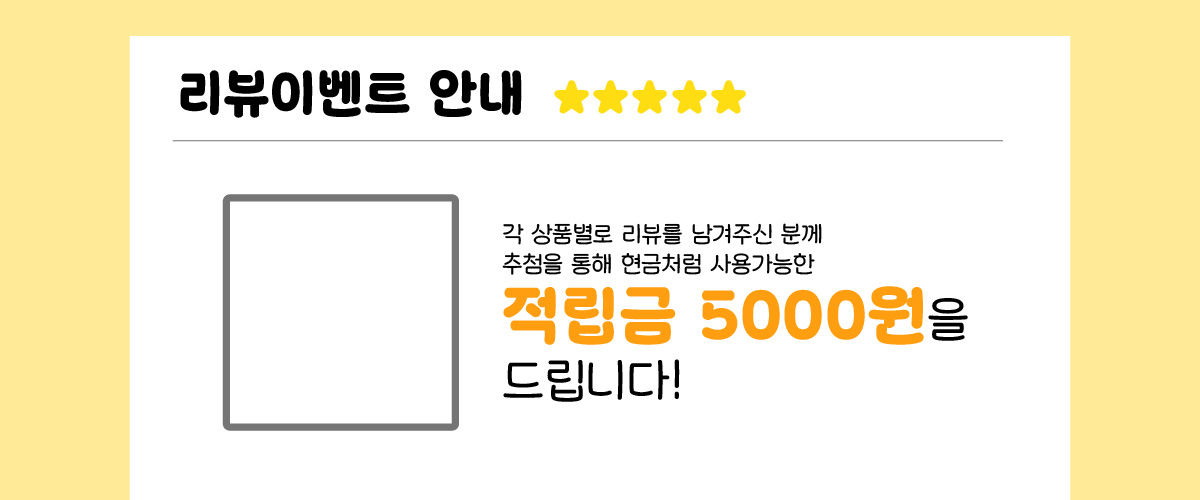 리뷰이벤트 안내
각 상품별로 리뷰를 남겨주신 분께
추첨을 통해 현금처럼 사용가능한
적립금 5000원을
드립니다!